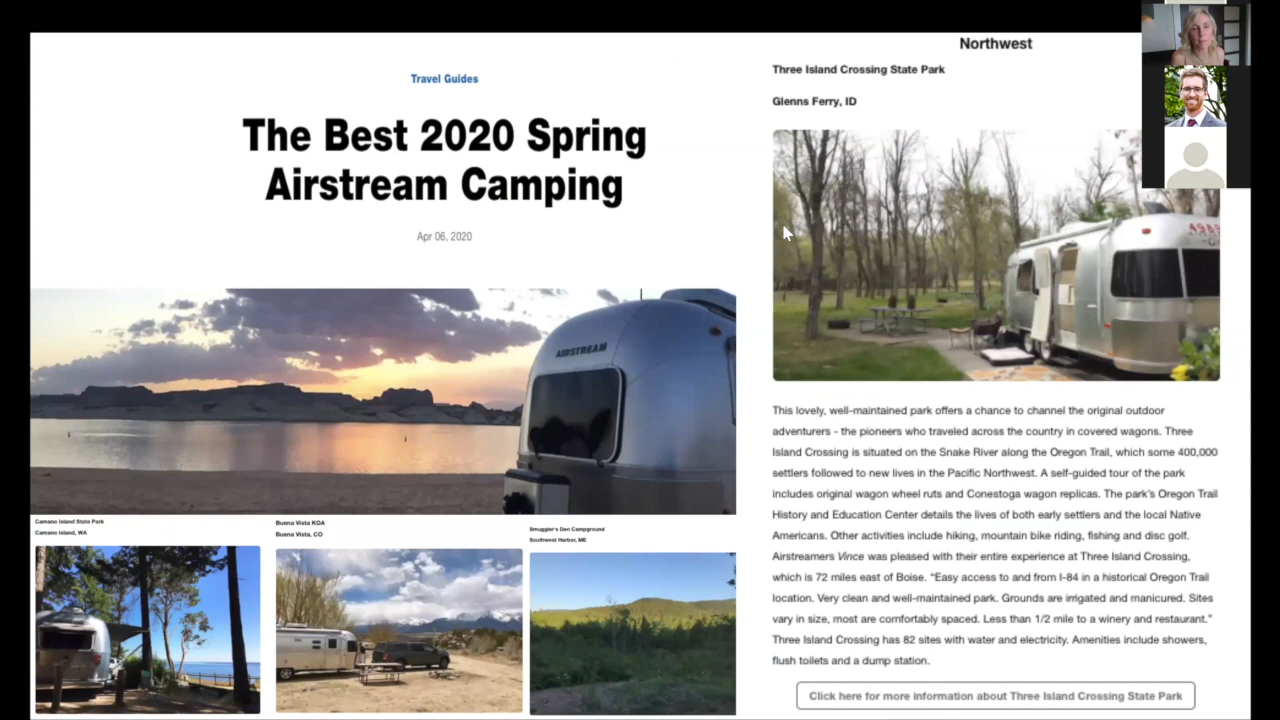 Travel Guides
The Best 2020 Spring
Airstream Camping
Apr 06, 2020
AIRSTREAM
Camano Island State Park
Camano Island, WA
Buena Vista KOA
Buena Vista, CO
Smuggler's Den Campground
Southwest Harbor, ME
Northwest
Three Island Crossing State Park
Glenns Ferry, ID
This lovely, well-maintained park offers a chance to channel the original outdoor
adventurers - the pioneers who traveled across the country in covered wagons. Three
Island Crossing is situated on the Snake River along the Oregon Trail, which some 400,000
settlers followed to new lives in the Pacific Northwest. A self-guided tour of the park
includes original wagon wheel ruts and Conestoga wagon replicas. The park's Oregon Trail
History and Education Center details the lives of both early settlers and the local Native
Americans. Other activities include hiking, mountain bike riding, fishing and disc golf.
Airstreamers Vince was pleased with their entire experience at Three Island Crossing,
which is 72 miles east of Boise. “Easy access to and from I-84 in a historical Oregon Trail
location. Very clean and well-maintained park. Grounds are irrigated and manicured. Sites
vary in size, most are comfortably spaced. Less than 1/2 mile to a winery and restaurant.”
Three Island Crossing has 82 sites with water and electricity. Amenities include showers,
flush toilets and a dump station.
Click here for more information about Three Island Crossing State Park